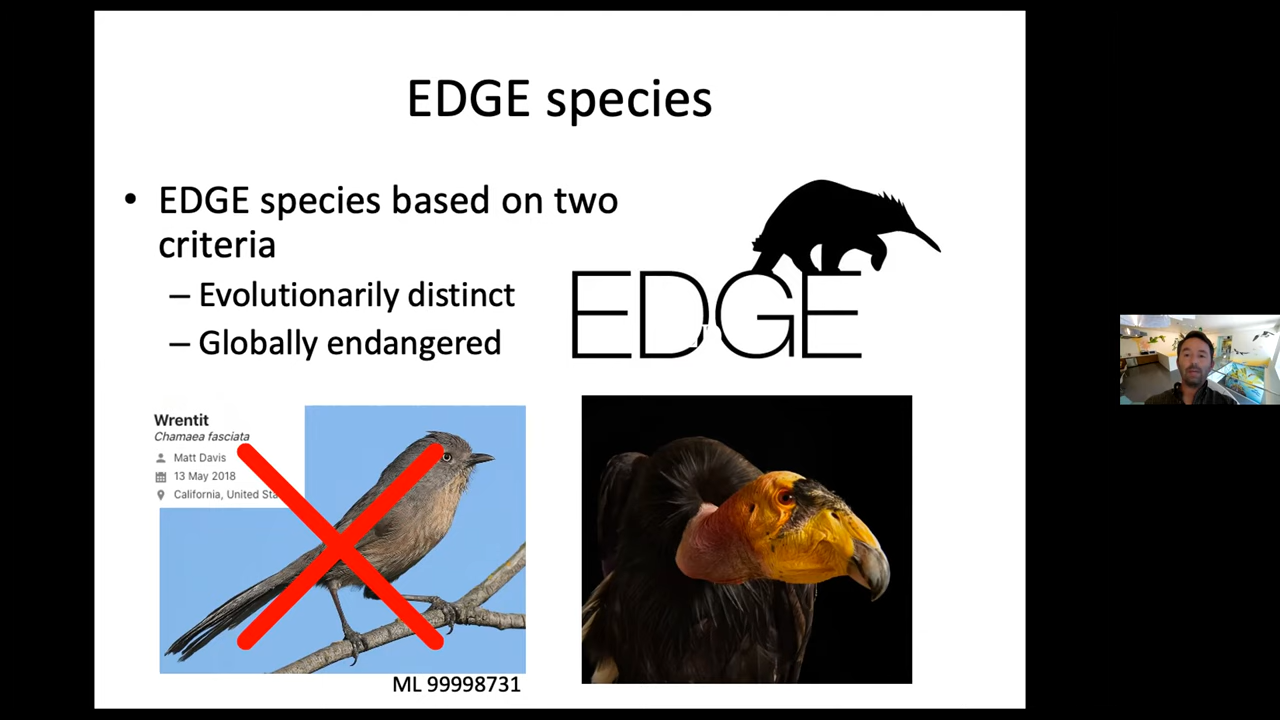 EDGE species
• EDGE species based on two
criteria
– Evolutionarily distinct
– Globally endangered
EDGE
Wrentit
Chamaea fasciata
Matt Davis
13 May 2018
California, United Sta
ML 99998731